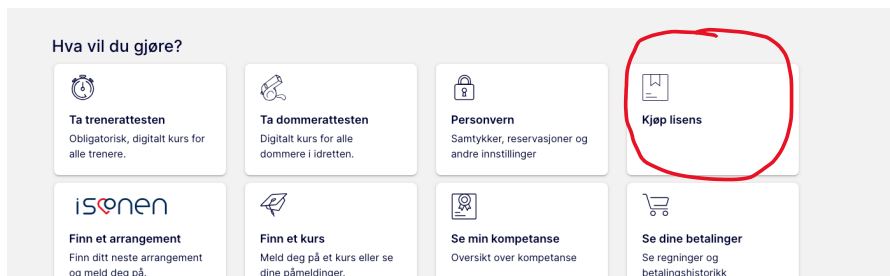 Hva vil du gjøre?
Ta trenerattesten
Obligatorisk, digitalt kurs for
alle trenere.
Ta dommerattesten
Digitalt kurs for alle
dommere i idretten.
Personvern
Samtykker, reservasjoner og
andre innstillinger
Kjøp lisens
isonen
Finn et arrangement
Finn ditt neste arrangement
og meld deg på.
Finn et kurs
Meld deg på et kurs eller se
dine påmeldinger.
Se min kompetanse
Oversikt over kompetanse
Se dine betalinger
Se regninger og
betalingshistorikk